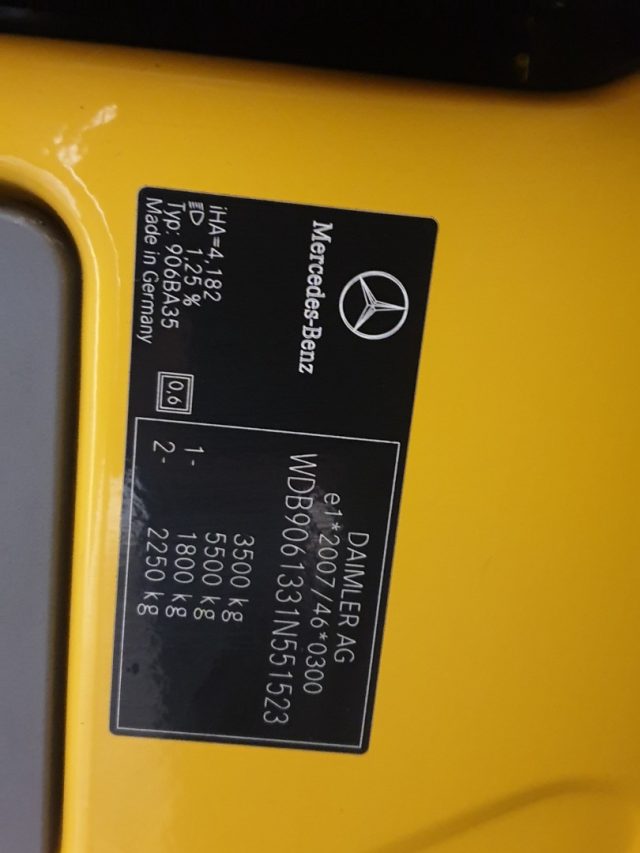 Mercedes-Benz
iHA=4,182
1,25 %
Typ: 906BA35
Made in Germany
0,6
DAIMLER AG
e1*2007/46*0300
WDB9061331N551523
3500 kg
5500 kg
1- 1800 kg
2- 2250 kg